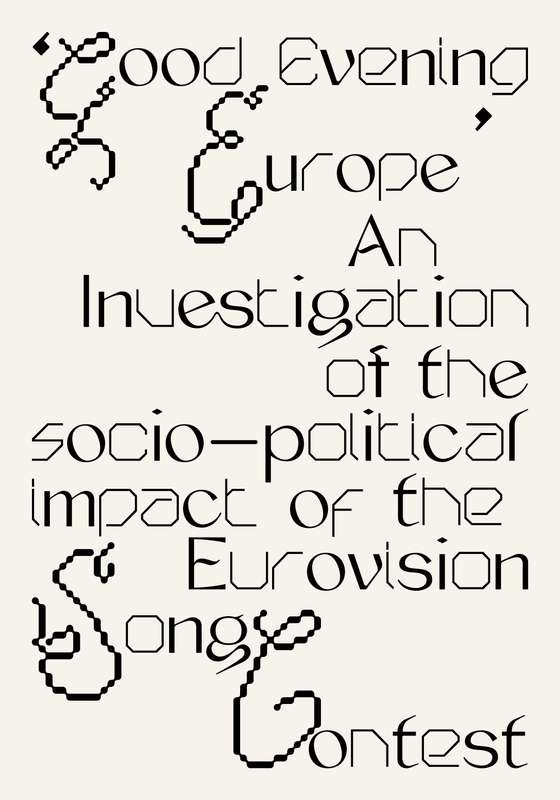 ‘Good Evening
Europe’
An
Investigation
of the
socio–political
impact of the
Eurovision
Song
Contest